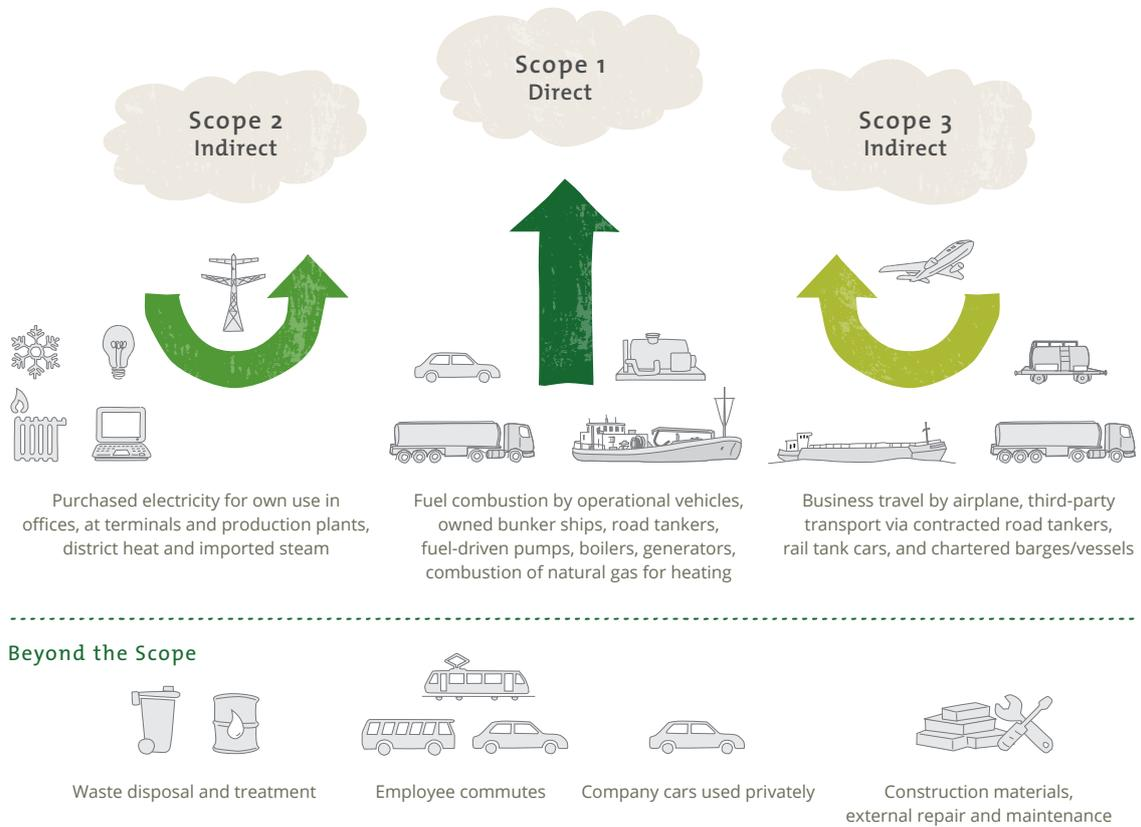 Scope 1
Direct
Scope 2
Indirect
Scope 3
Indirect
Purchased electricity for own use in
offices, at terminals and production plants,
district heat and imported steam
Fuel combustion by operational vehicles,
owned bunker ships, road tankers,
fuel-driven pumps, boilers, generators,
combustion of natural gas for heating
Business travel by airplane, third-party
transport via contracted road tankers,
rail tank cars, and chartered barges/vessels
Beyond the Scope
Waste disposal and treatment
Employee commutes
Company cars used privately
Construction materials,
external repair and maintenance